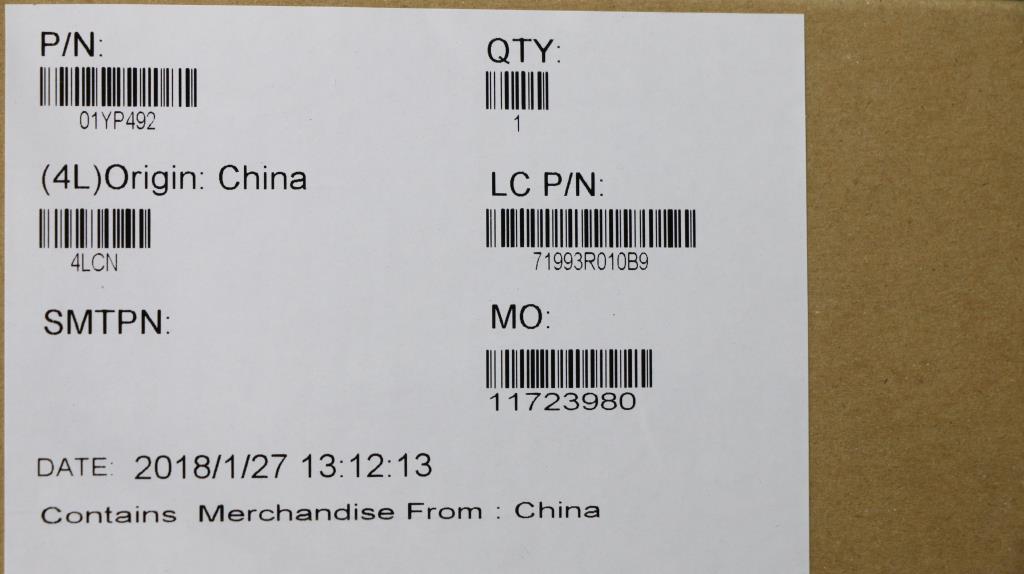 P/N:
01YP492
QTY:
1
(4L)Origin: China
4LCN
LC P/N:
71993R010B9
SMTPN:
MO:
11723980
DATE: 2018/1/27 13:12:13
Contains Merchandise From : China